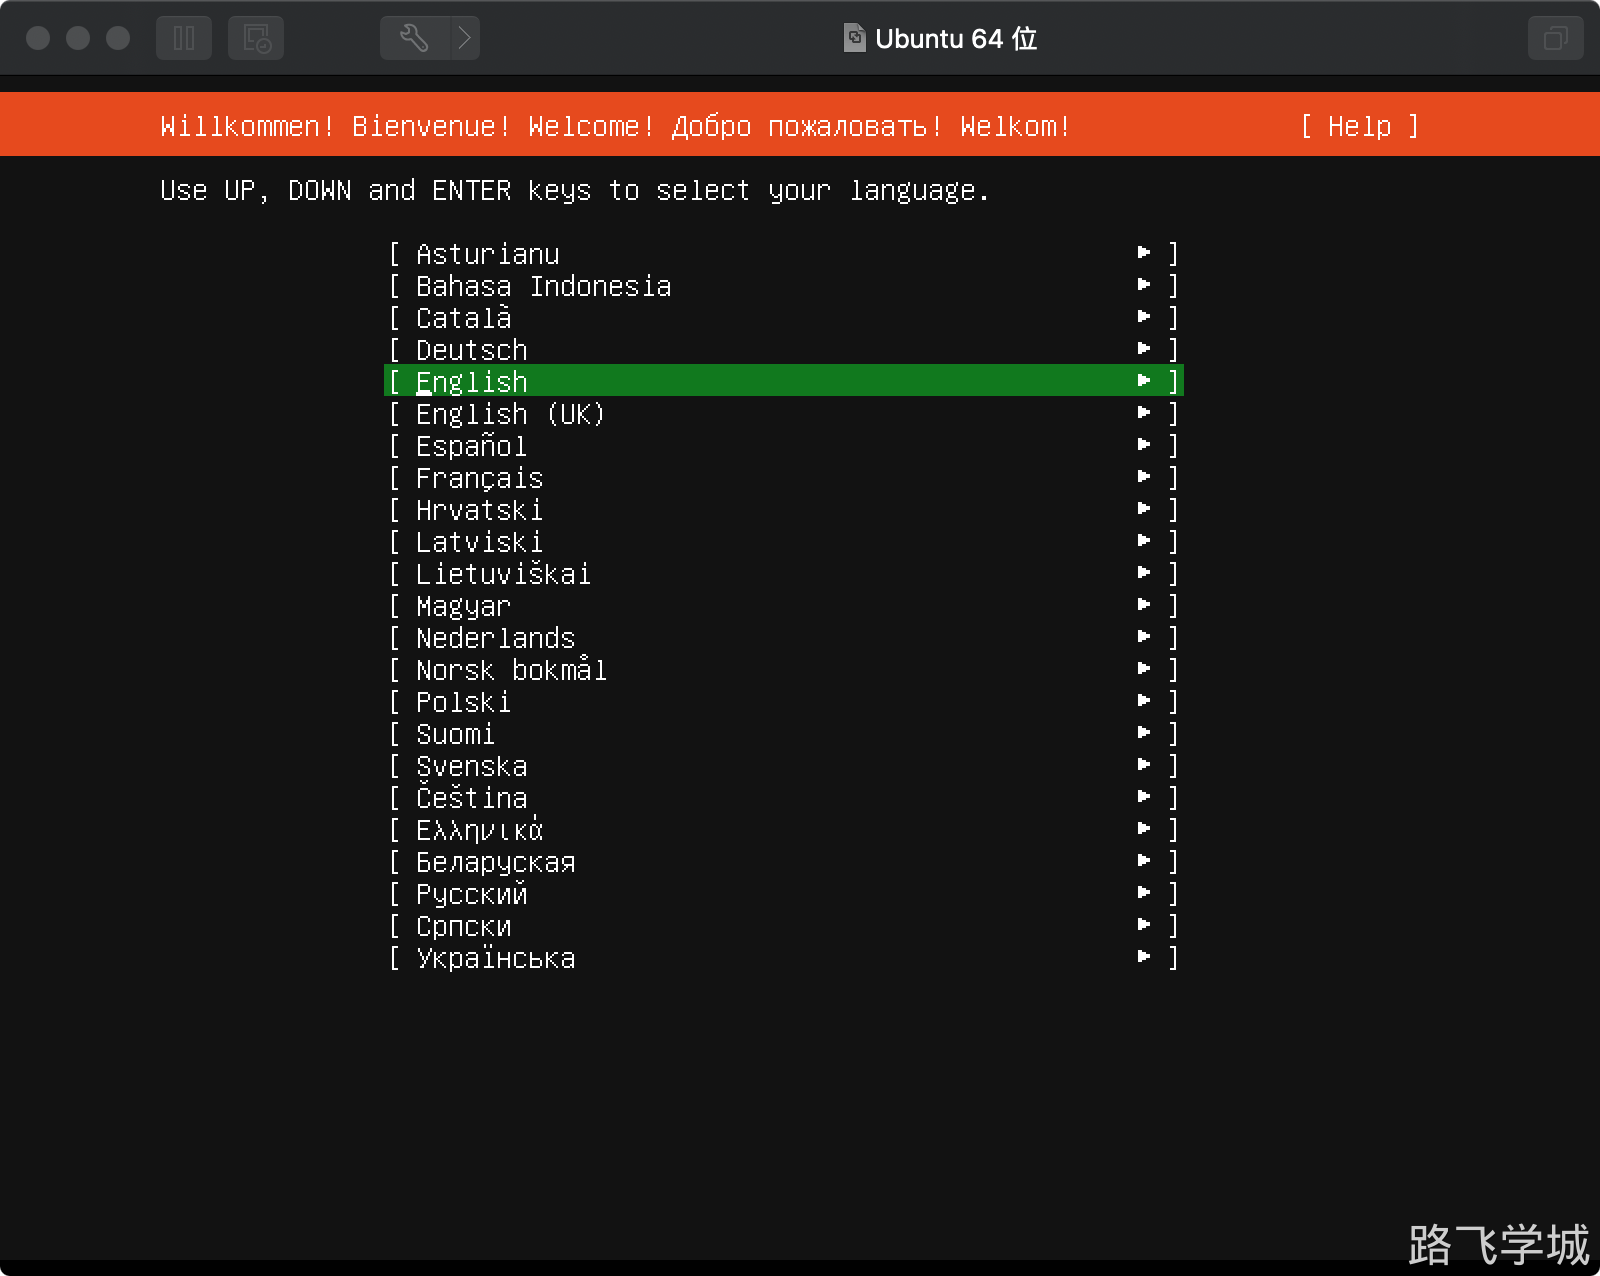 Ubuntu 64 位
Willkommen! Bienvenue! Welcome! Добро пожаловать! Welkom! [ Help ]
Use UP, DOWN and ENTER keys to select your language.
[ Asturianu ▸ ]
[ Bahasa Indonesia ▸ ]
[ Català ▸ ]
[ Deutsch ▸ ]
[ English ▸ ]
[ English (UK) ▸ ]
[ Español ▸ ]
[ Français ▸ ]
[ Hrvatski ▸ ]
[ Latviski ▸ ]
[ Lietuviškai ▸ ]
[ Magyar ▸ ]
[ Nederlands ▸ ]
[ Norsk bokmål ▸ ]
[ Polski ▸ ]
[ Suomi ▸ ]
[ Svenska ▸ ]
[ Čeština ▸ ]
[ Ελληνικά ▸ ]
[ Беларуская ▸ ]
[ Русский ▸ ]
[ Српски ▸ ]
[ Українська ▸ ]
路飞学城